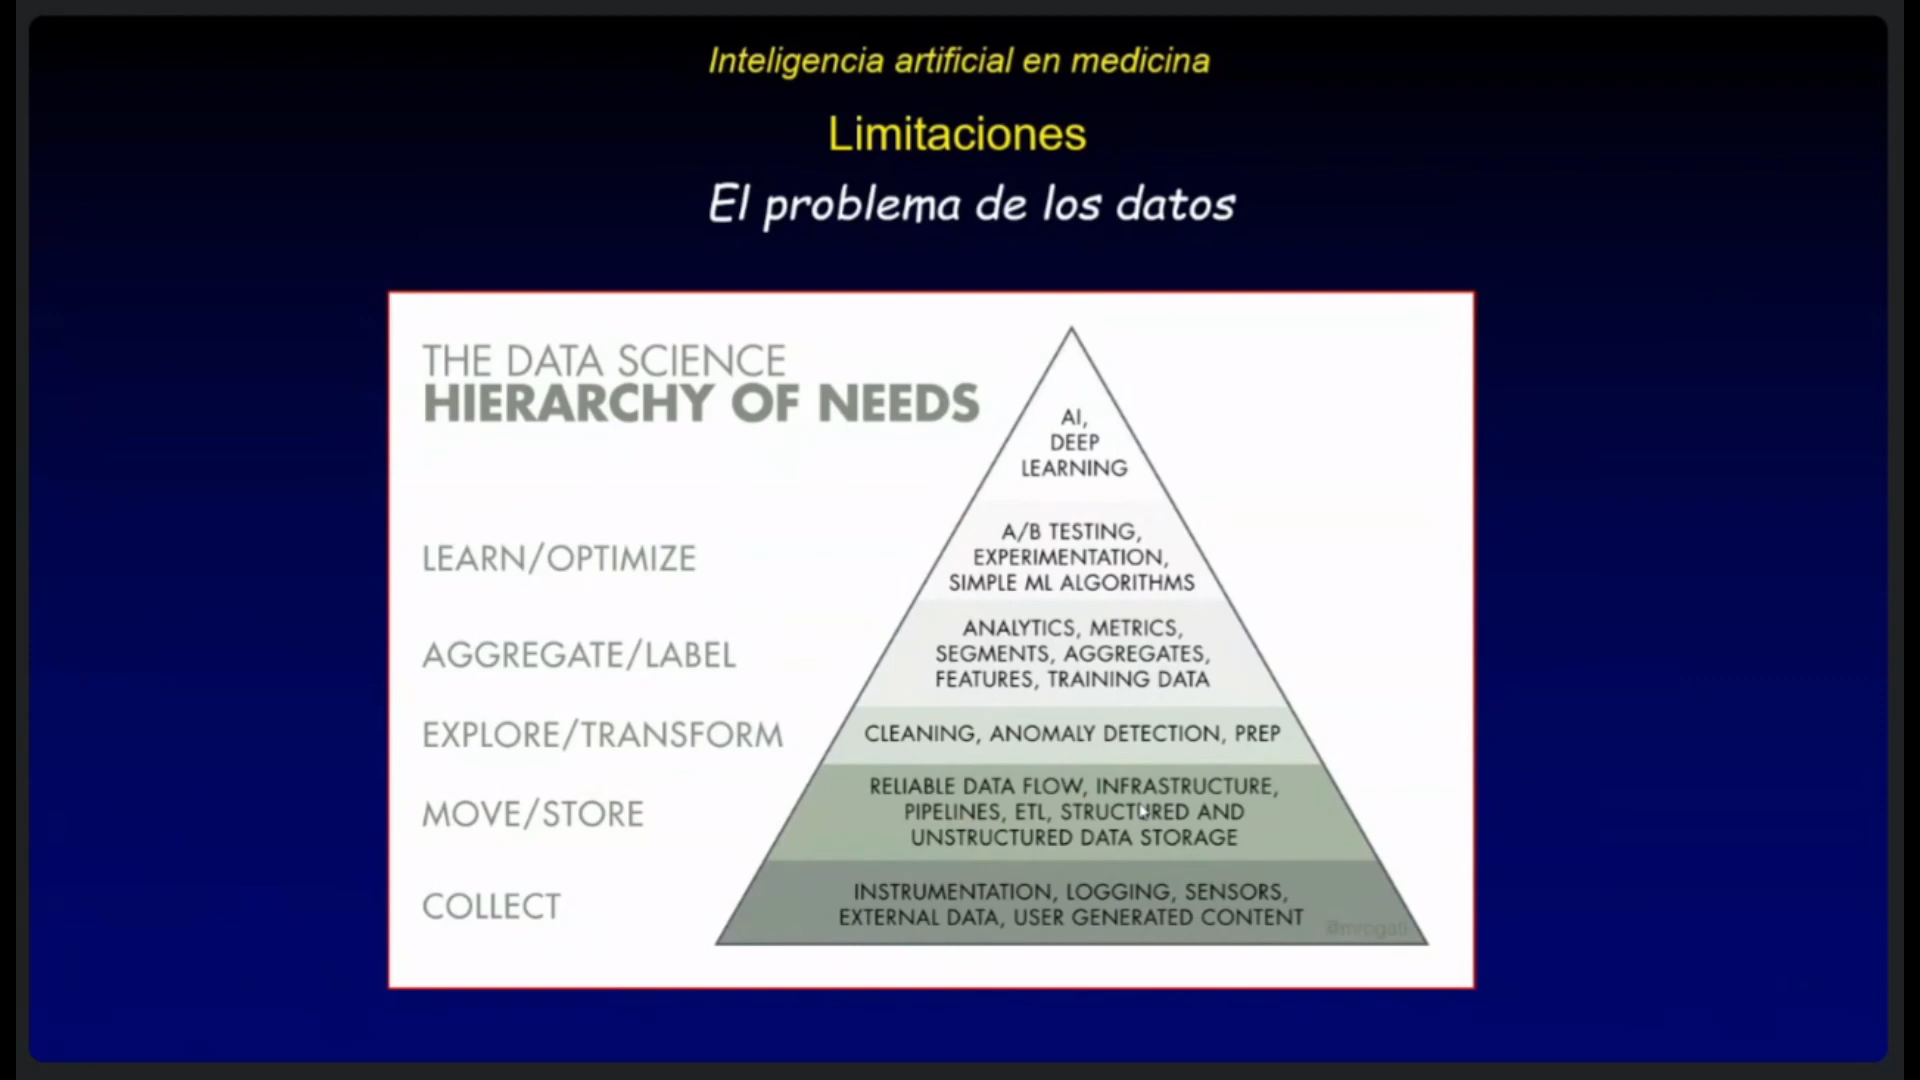 Inteligencia artificial en medicina
Limitaciones
El problema de los datos
THE DATA SCIENCE
HIERARCHY OF NEEDS
AI,
DEEP
LEARNING
LEARN/OPTIMIZE
A/B TESTING,
EXPERIMENTATION,
SIMPLE ML ALGORITHMS
AGGREGATE/LABEL
ANALYTICS, METRICS,
SEGMENTS, AGGREGATES,
FEATURES, TRAINING DATA
EXPLORE/TRANSFORM
CLEANING, ANOMALY DETECTION, PREP
MOVE/STORE
RELIABLE DATA FLOW, INFRASTRUCTURE,
PIPELINES, ETL, STRUCTURED AND
UNSTRUCTURED DATA STORAGE
COLLECT
INSTRUMENTATION, LOGGING, SENSORS,
EXTERNAL DATA, USER GENERATED CONTENT
@mrogati